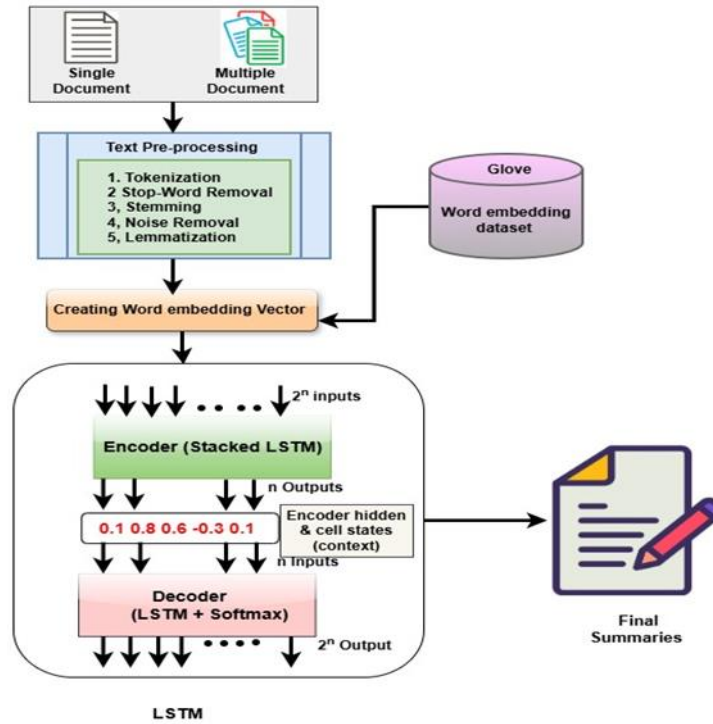 Single
Document
Multiple
Document
Text Pre-processing
1. Tokenization
2 Stop-Word Removal
3, Stemming
4, Noise Removal
5, Lemmatization
Glove
Word embedding
dataset
Creating Word embedding Vector
2ⁿ inputs
Encoder (Stacked LSTM)
n Outputs
0.1 0.8 0.6 -0.3 0.1
Encoder hidden
& cell states
(context)
n Inputs
Decoder
(LSTM + Softmax)
2ⁿ Output
LSTM
Final
Summaries